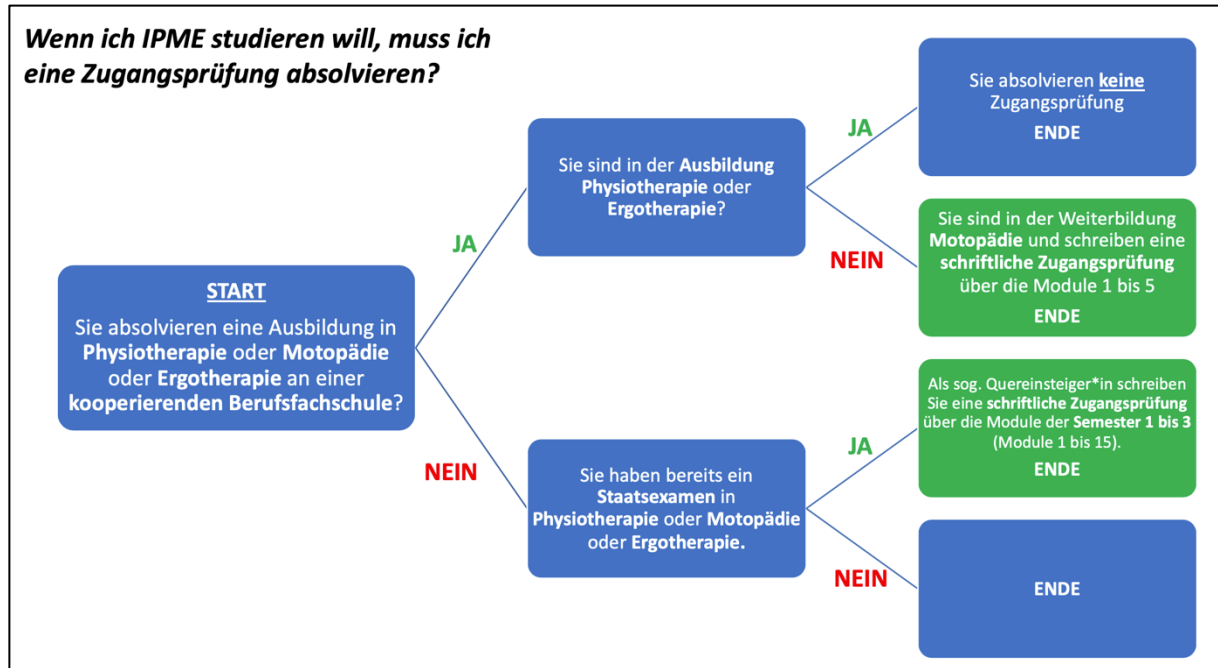 Wenn ich IPME studieren will, muss ich
eine Zugangsprüfung absolvieren?
START
Sie absolvieren eine Ausbildung in
Physiotherapie oder Motopädie
oder Ergotherapie an einer
kooperierenden Berufsfachschule?
JA
NEIN
Sie sind in der Ausbildung
Physiotherapie oder
Ergotherapie?
JA
NEIN
Sie absolvieren keine
Zugangsprüfung
ENDE
Sie sind in der Weiterbildung
Motopädie und schreiben eine
schriftliche Zugangsprüfung
über die Module 1 bis 5
ENDE
Sie haben bereits ein
Staatsexamen in
Physiotherapie oder Motopädie
oder Ergotherapie.
JA
NEIN
Als sog. Quereinsteiger*in schreiben
Sie eine schriftliche Zugangsprüfung
über die Module der Semester 1 bis 3
(Module 1 bis 15).
ENDE
ENDE